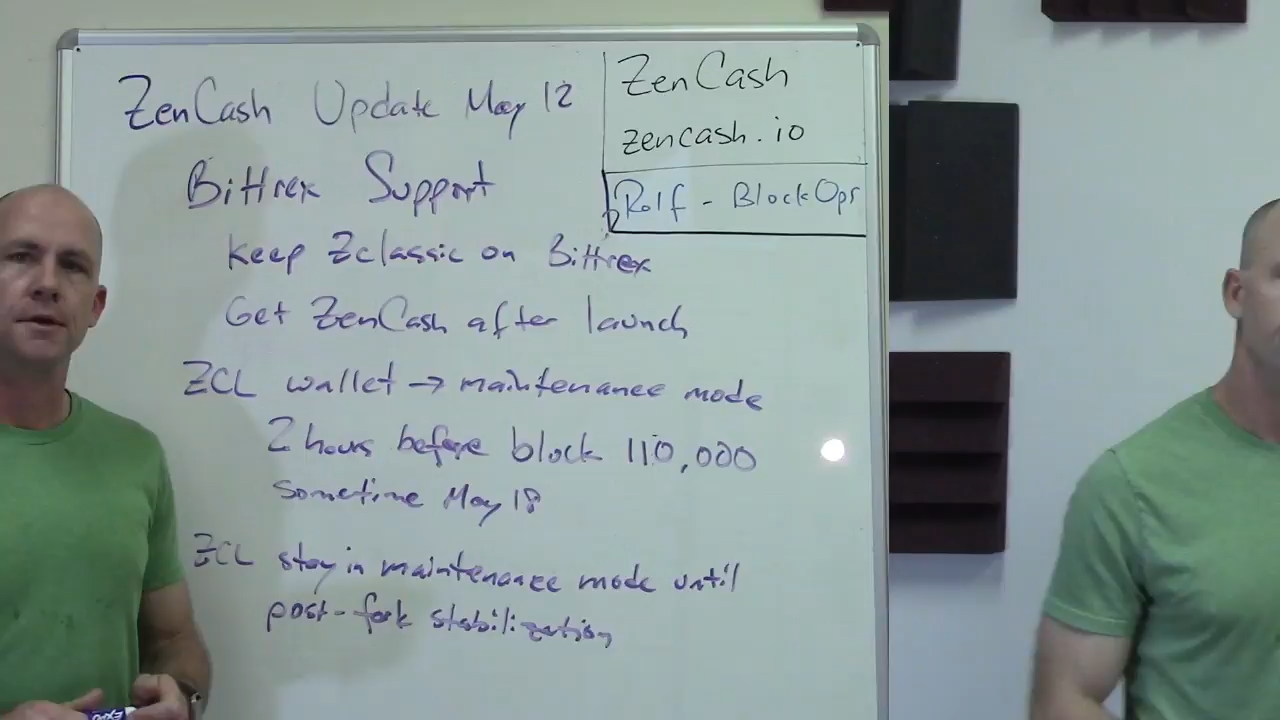 ZenCash Update May 12
Bittrex Support
Keep Zclassic on Bittrex
Get ZenCash after launch
ZCL wallet → maintenance mode
2 hours before block 110,000
sometime May 18
ZCL stay in maintenance mode until
post-fork stabilization
ZenCash
zencash.io
Rolf - BlockOps
Expo